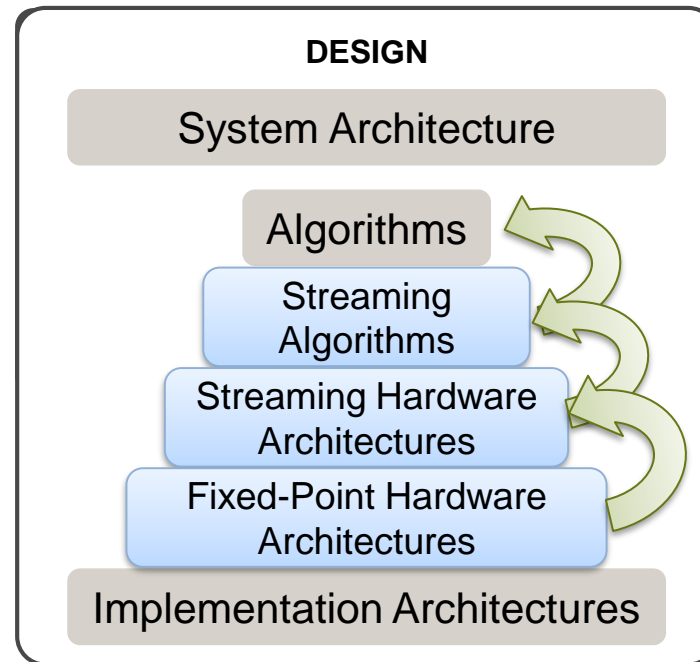 DESIGN
System Architecture
Algorithms
Streaming
Algorithms
Streaming Hardware
Architectures
Fixed-Point Hardware
Architectures
Implementation Architectures